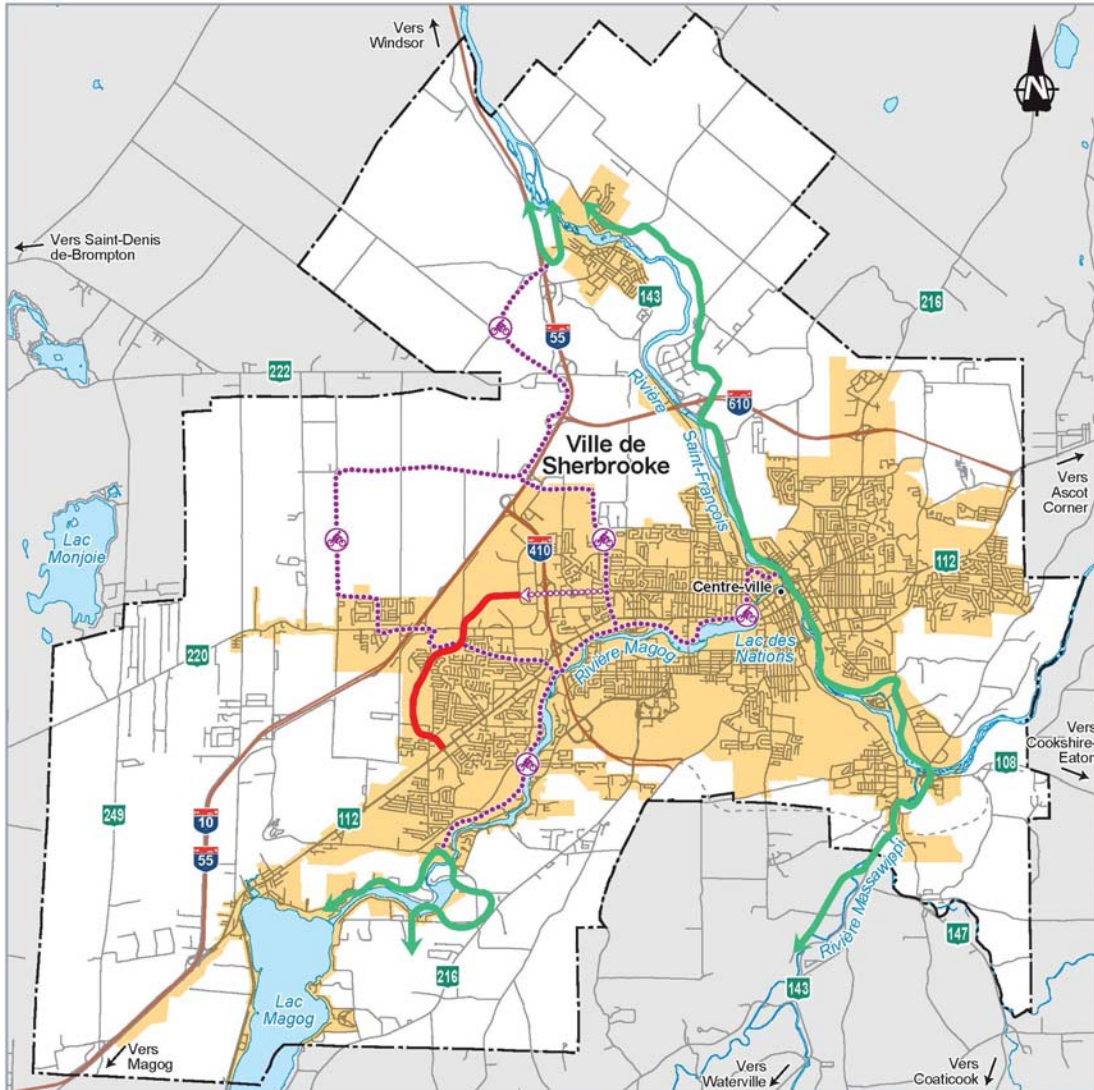 Vers
Windsor
N
Vers Saint-Denis
de-Brompton
143
216
55
222
610
Rivière
Saint-François
Ville de
Sherbrooke
Vers
Ascot
Corner
Lac
Monjoie
410
112
Centre-ville
Lac des
Nations
Rivière Magog
220
Vers
Cookshire-
Eaton
108
249
112
10
55
Rivière Massawippi
147
216
143
Lac
Magog
Vers
Magog
Vers
Waterville
Vers
Coaticook